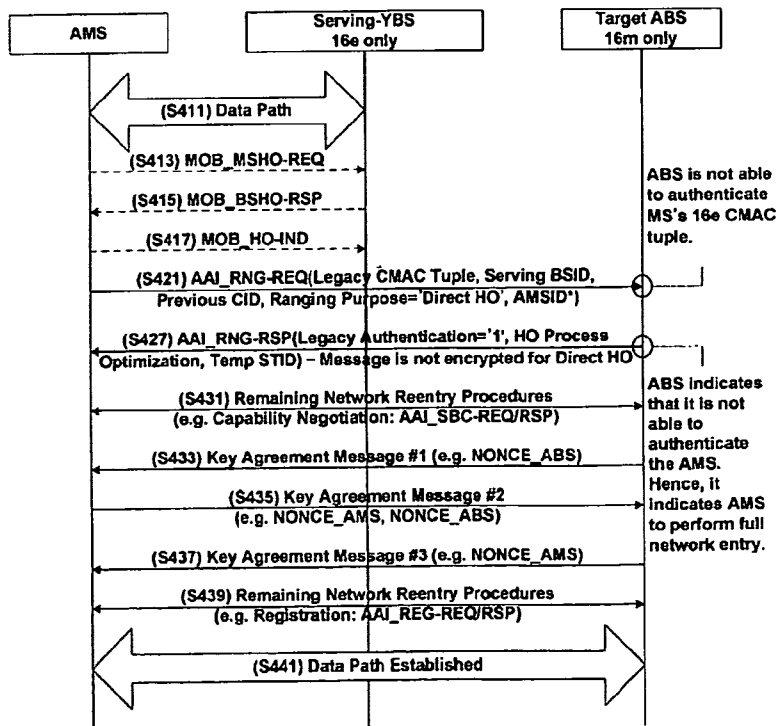 AMS
Serving-YBS
16e only
Target ABS
16m only
(S411) Data Path
(S413) MOB_MSHO-REQ
(S415) MOB_BSHO-RSP
(S417) MOB_HO-IND
ABS is not able
to authenticate
MS's 16e CMAC
tuple.
(S421) AAI_RNG-REQ(Legacy CMAC Tuple, Serving BSID,
Previous CID, Ranging Purpose='Direct HO', AMSID*)
(S427) AAI_RNG-RSP(Legacy Authentication='1', HO Process
Optimization, Temp STID) – Message is not encrypted for Direct HO
(S431) Remaining Network Reentry Procedures
(e.g. Capability Negotiation: AAI_SBC-REQ/RSP)
(S433) Key Agreement Message #1 (e.g. NONCE_ABS)
(S435) Key Agreement Message #2
(e.g. NONCE_AMS, NONCE_ABS)
(S437) Key Agreement Message #3 (e.g. NONCE_AMS)
ABS indicates
that it is not
able to
authenticate
the AMS.
Hence, it
indicates AMS
to perform full
network entry.
(S439) Remaining Network Reentry Procedures
(e.g. Registration: AAI_REG-REQ/RSP)
(S441) Data Path Established